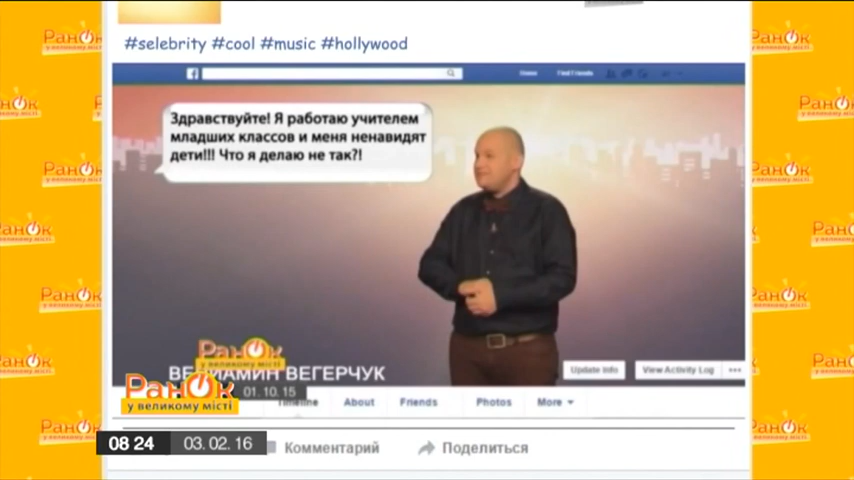 #selebrity #cool #music #hollywood
Home Find Friends
Здравствуйте! Я работаю учителем
младших классов и меня ненавидят
дети!!! Что я делаю не так?!
Ранок
у великому місті
ВЕГЕРЧУК
Update Info View Activity Log
01.10.15
Ранок
у великому місті
Timeline About Friends Photos More
08 24 03. 02. 16
Комментарий Поделиться